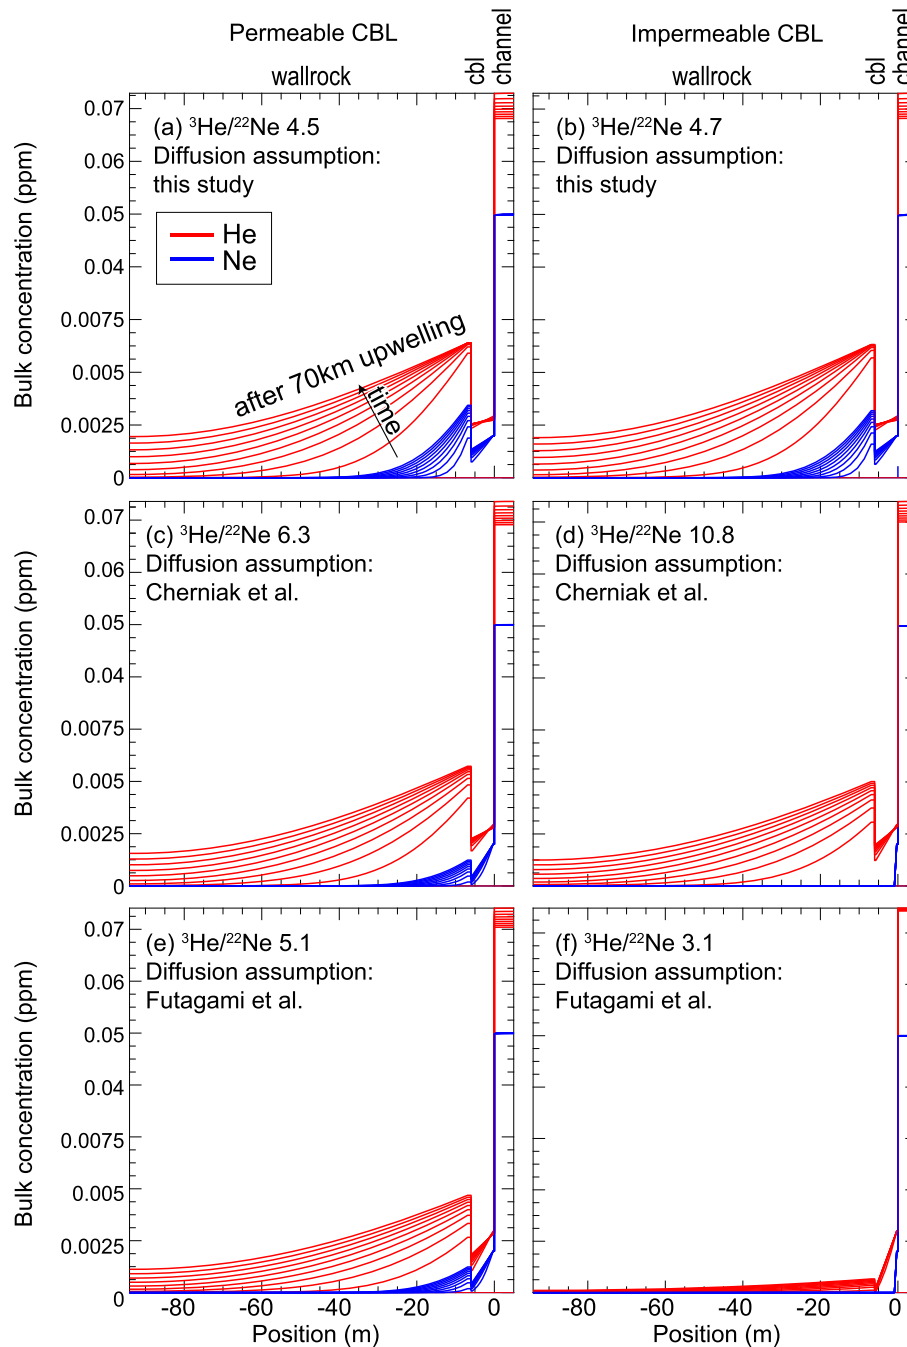 Permeable CBL
Impermeable CBL
wallrock
cbl
channel
wallrock
cbl
channel
Bulk concentration (ppm)
0.07
0.06
0.05
0.04
0.0075
0.005
0.0025
0
(a) ³He/²²Ne 4.5
Diffusion assumption:
this study
He
Ne
after 70km upwelling
time
(b) ³He/²²Ne 4.7
Diffusion assumption:
this study
Bulk concentration (ppm)
0.07
0.06
0.05
0.04
0.0075
0.005
0.0025
0
(c) ³He/²²Ne 6.3
Diffusion assumption:
Cherniak et al.
(d) ³He/²²Ne 10.8
Diffusion assumption:
Cherniak et al.
Bulk concentration (ppm)
0.07
0.06
0.05
0.04
0.0075
0.005
0.0025
0
(e) ³He/²²Ne 5.1
Diffusion assumption:
Futagami et al.
(f) ³He/²²Ne 3.1
Diffusion assumption:
Futagami et al.
-80 -60 -40 -20 0
Position (m)
-80 -60 -40 -20 0
Position (m)